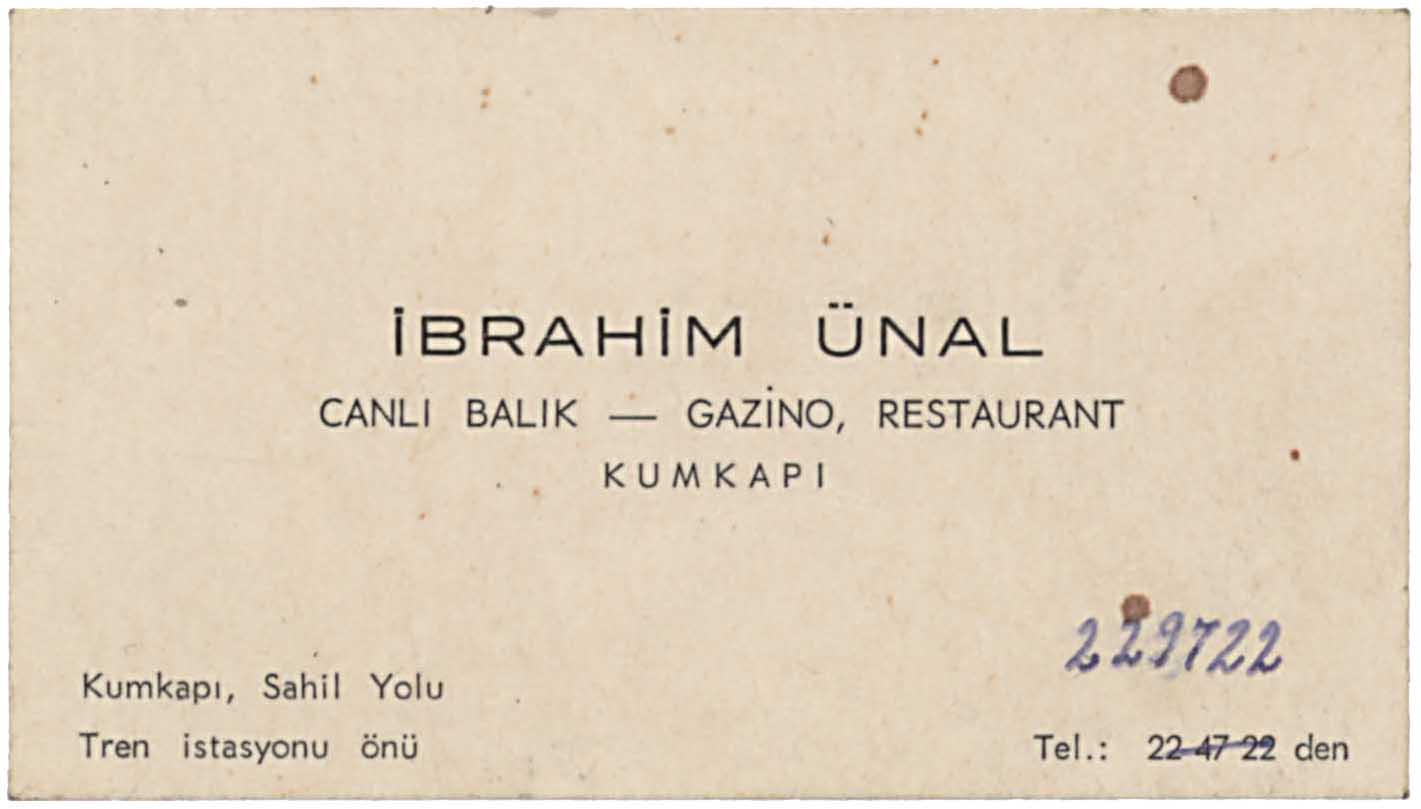 İBRAHİM ÜNAL
CANLI BALIK — GAZİNO, RESTAURANT
KUMKAPI
229722
Kumkapı, Sahil Yolu
Tren istasyonu önü
Tel.: 22 47 22 den